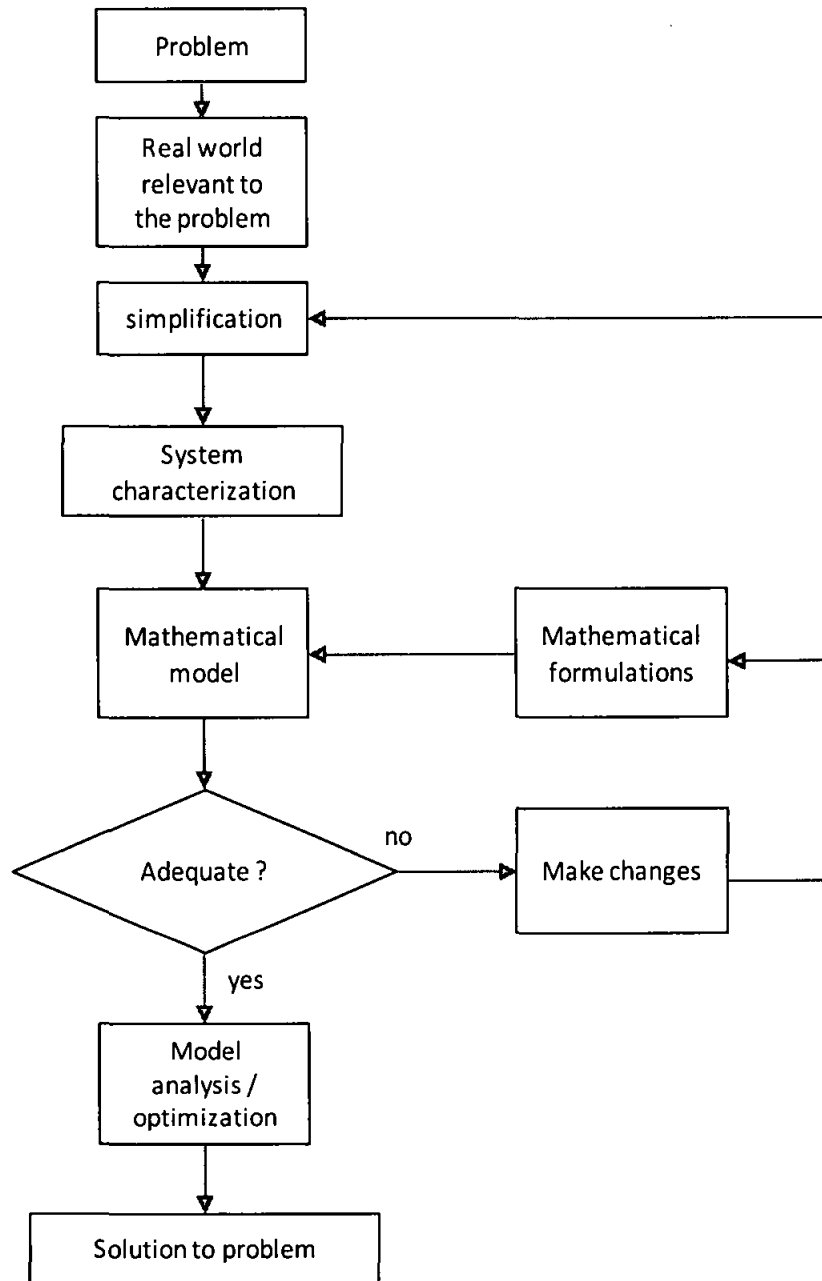 Problem
Real world
relevant to
the problem
simplification
System
characterization
Mathematical
model
Mathematical
formulations
Adequate ?
no
Make changes
yes
Model
analysis /
optimization
Solution to problem